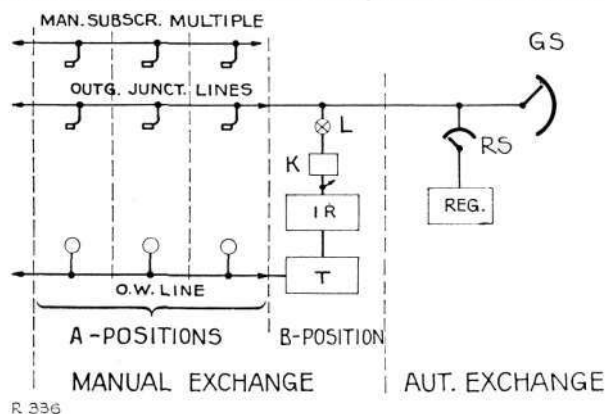 MAN. SUBSCR. MULTIPLE
GS
OUTG. JUNCT. LINES
L
RS
K
IR
REG.
T
O.W. LINE
A-POSITIONS
B-POSITION
MANUAL EXCHANGE
AUT. EXCHANGE
R 336